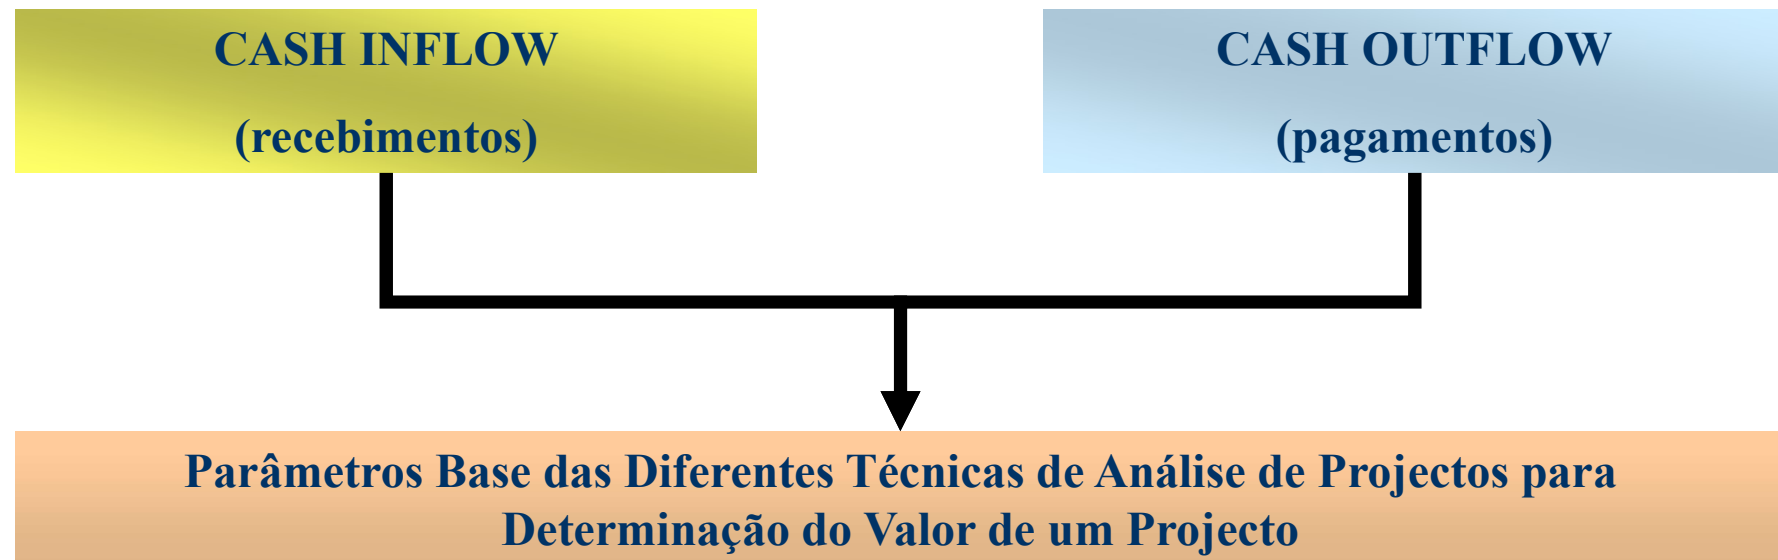 CASH INFLOW
(recebimentos)
CASH OUTFLOW
(pagamentos)
Parâmetros Base das Diferentes Técnicas de Análise de Projectos para
Determinação do Valor de um Projecto